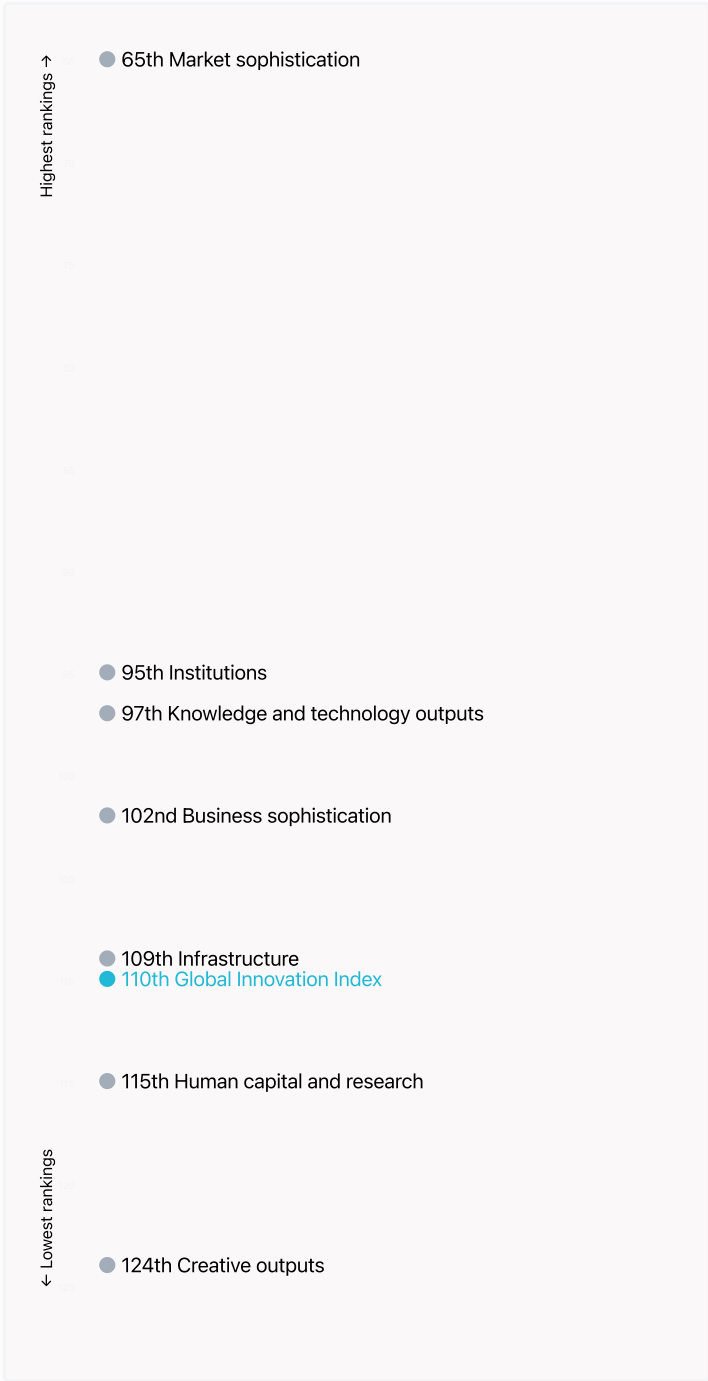 Highest rankings →
65th Market sophistication
95th Institutions
97th Knowledge and technology outputs
102nd Business sophistication
109th Infrastructure
110th Global Innovation Index
115th Human capital and research
124th Creative outputs
← Lowest rankings